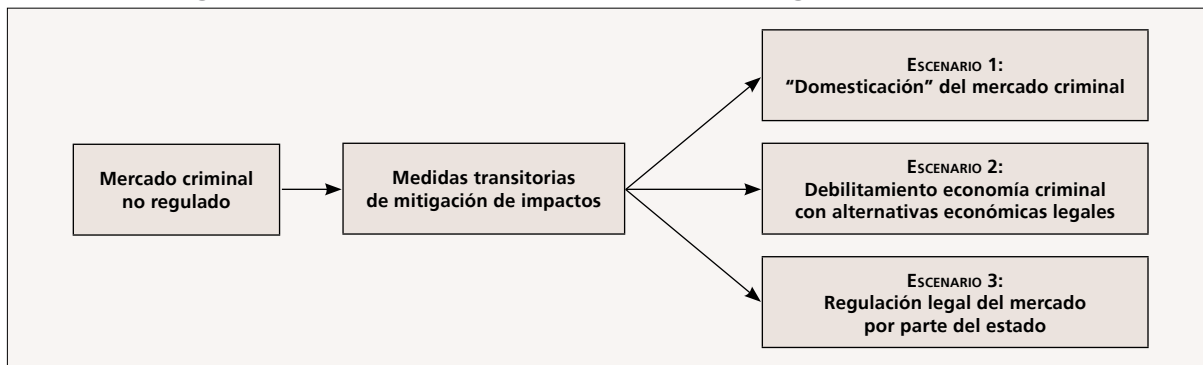 Mercado criminal
no regulado
Medidas transitorias
de mitigación de impactos
Escenario 1:
“Domesticación” del mercado criminal
Escenario 2:
Debilitamiento economía criminal
con alternativas económicas legales
Escenario 3:
Regulación legal del mercado
por parte del estado